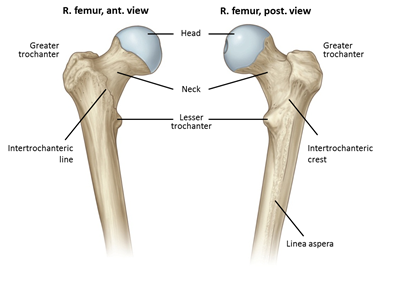 R. femur, ant. view
R. femur, post. view
Head
Greater
trochanter
Greater
trochanter
Neck
Lesser
trochanter
Intertrochanteric
line
Intertrochanteric
crest
Linea aspera